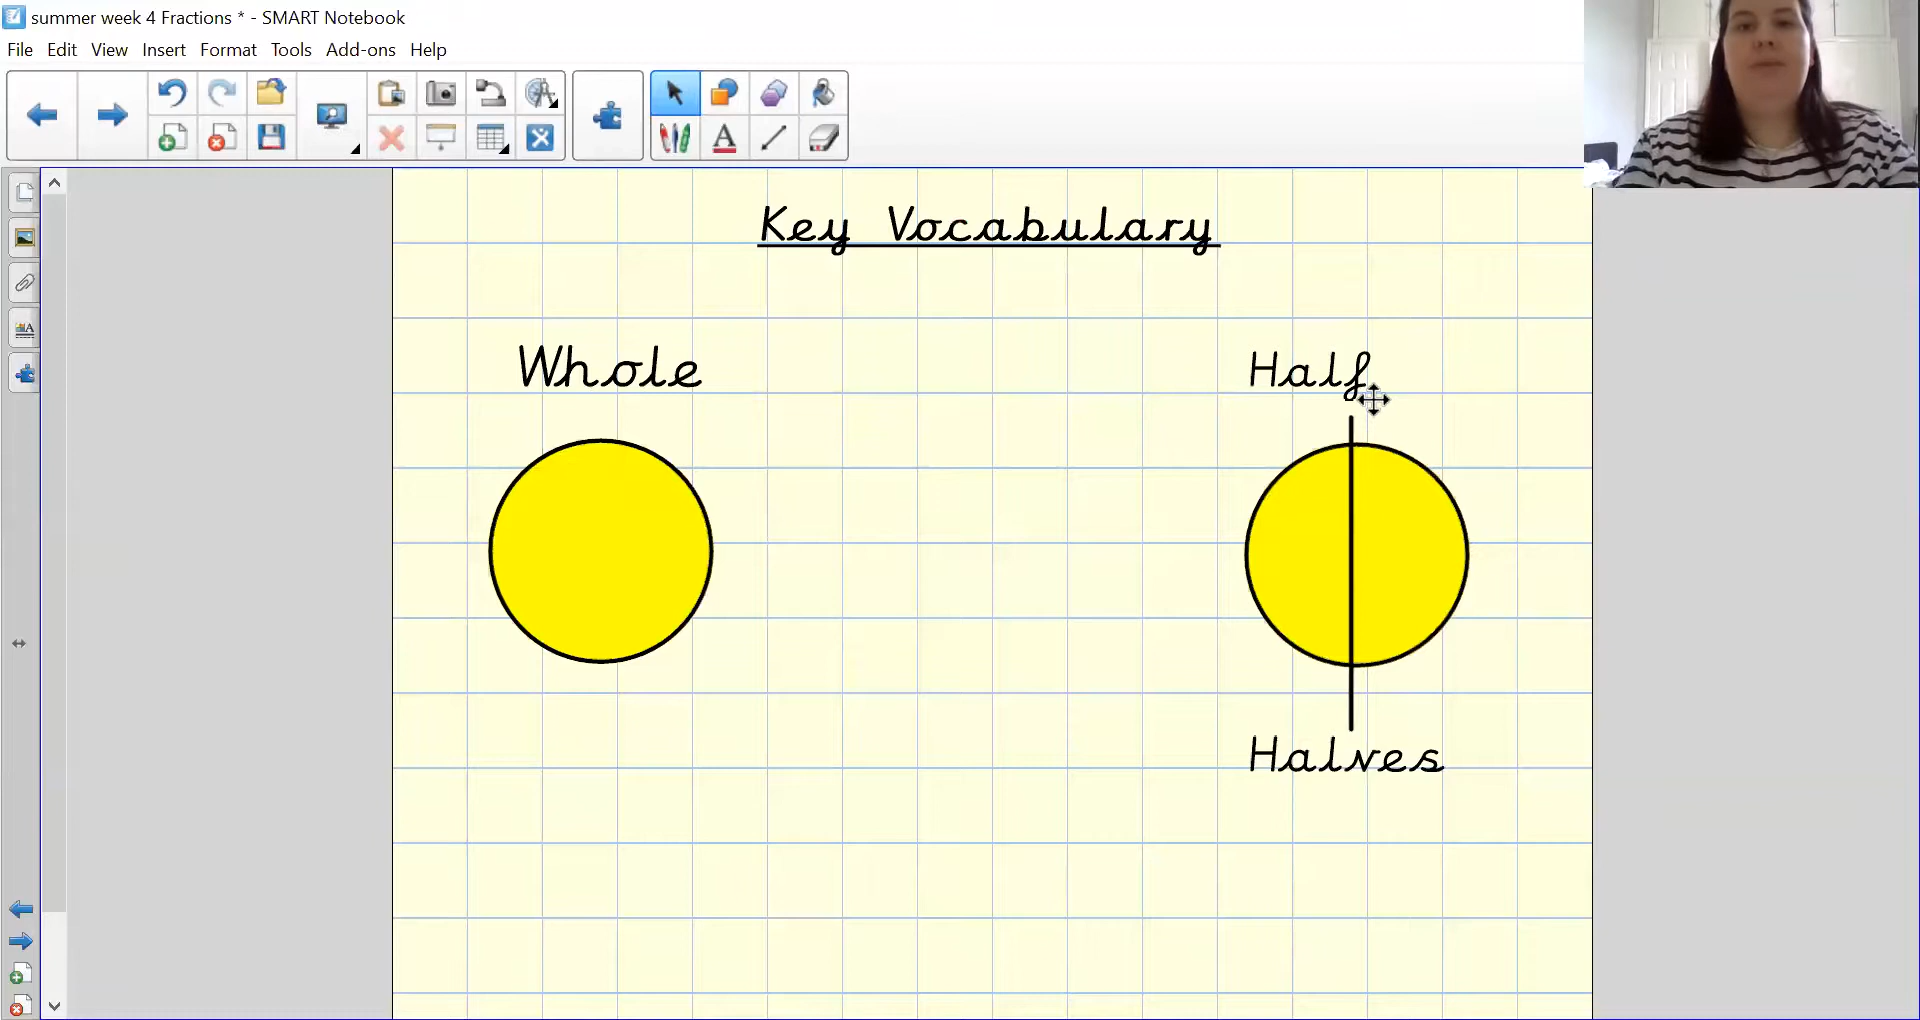 summer week 4 Fractions * - SMART Notebook
File Edit View Insert Format Tools Add-ons Help
Key Vocabulary
Whole
Half
Halves